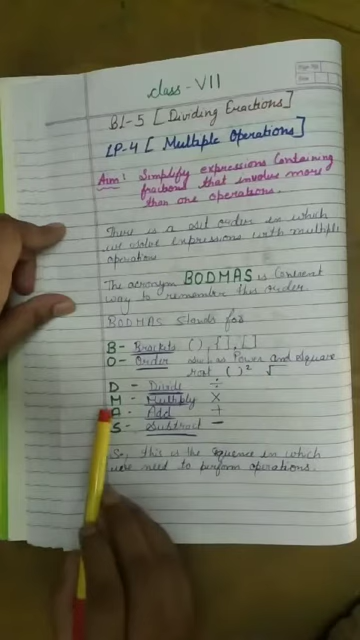 class - VII
BL-5 [ Dividing Fractions]
LP-4 [ Multiple Operations]
Aim: Simplify expressions containing
fractions that involve more
than one operations.
There is a set order in which
we solve expressions with multiple
operations
The acronym BODMAS is
way to remember this order.
BODMAS stands for
B - Brackets ( ), { }, [ ]
O - Order such as Power and square
root ( )² √
D - Divide ÷
M - Multiply ×
A - Add +
S - Subtract −
So, this is the sequence in which
we need to perform operations.